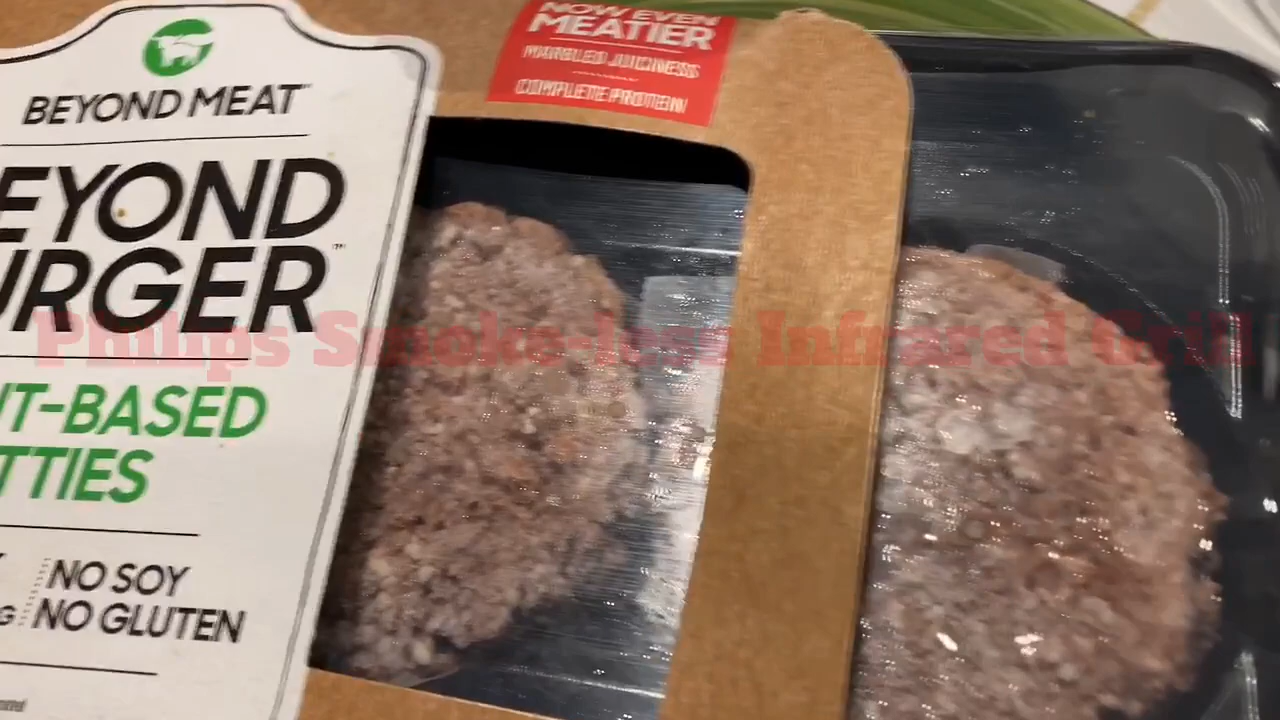 NOW EVEN
MEATIER
MARBLED JUICINESS
COMPLETE PROTEIN
BEYOND MEAT
EYOND
URGER™
Philips Smoke-less Infrared Grill
NT-BASED
TTIES
NO SOY
NO GLUTEN